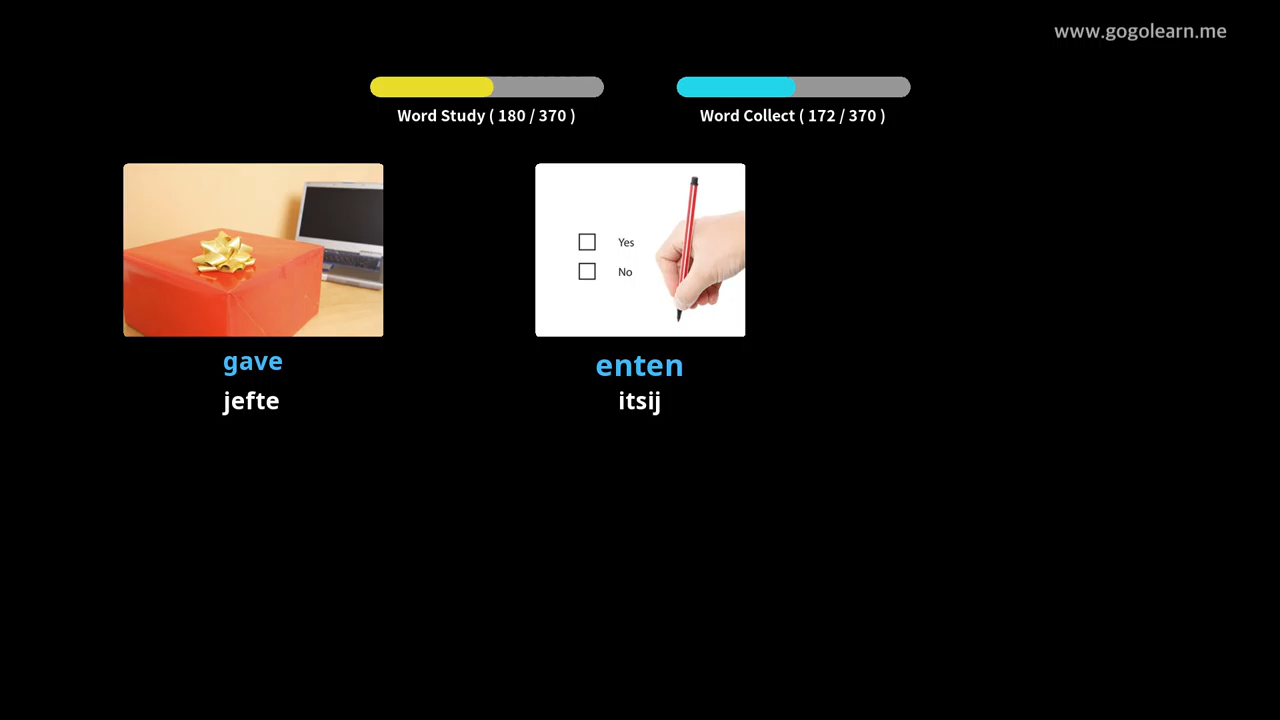 www.gogolearn.me
Word Study ( 180 / 370 )
Word Collect ( 172 / 370 )
Yes
No
gave
jefte
enten
itsij